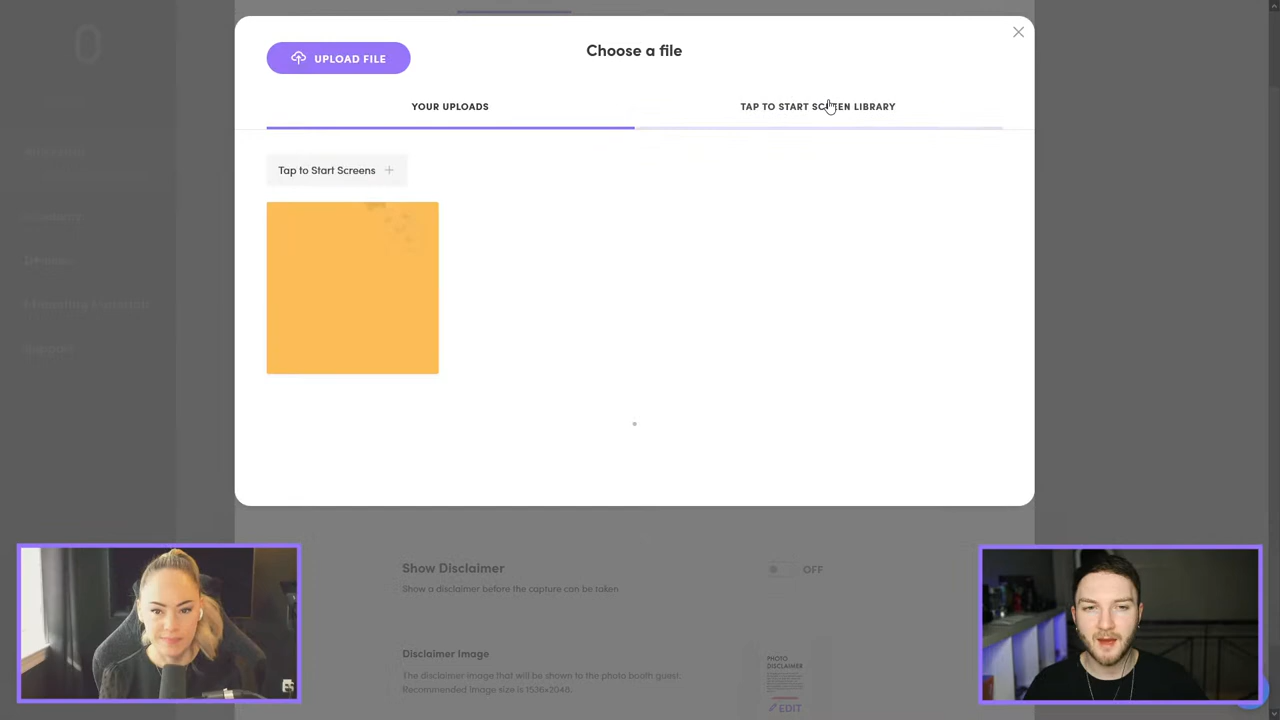 UPLOAD FILE
Choose a file
YOUR UPLOADS
TAP TO START SCREEN LIBRARY
Tap to Start Screens
Show Disclaimer
OFF
Show a disclaimer before the capture can be taken
Disclaimer Image
The disclaimer image that will be shown to the photo booth guest.
Recommended image size is 1536x2048.
PHOTO
DISCLAIMER
EDIT